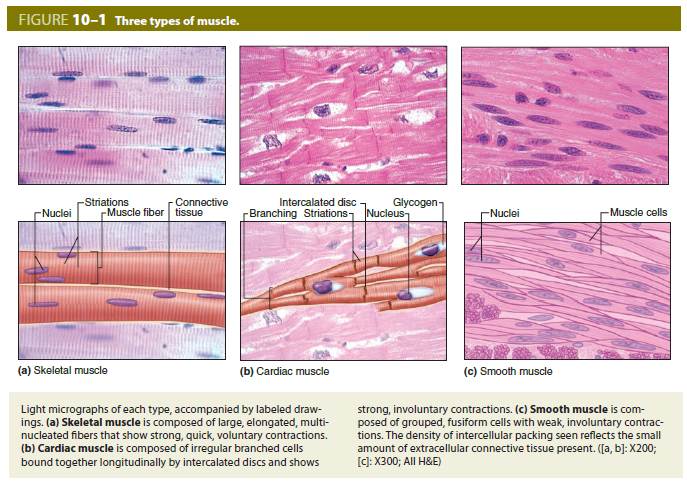 FIGURE 10–1 Three types of muscle.
Nuclei
Striations
Muscle fiber
Connective
tissue
Branching
Striations
Intercalated disc
Nucleus
Glycogen
Nuclei
Muscle cells
(a) Skeletal muscle
(b) Cardiac muscle
(c) Smooth muscle
Light micrographs of each type, accompanied by labeled draw-
ings. (a) Skeletal muscle is composed of large, elongated, multi-
nucleated fibers that show strong, quick, voluntary contractions.
(b) Cardiac muscle is composed of irregular branched cells
bound together longitudinally by intercalated discs and shows
strong, involuntary contractions. (c) Smooth muscle is com-
posed of grouped, fusiform cells with weak, involuntary contrac-
tions. The density of intercellular packing seen reflects the small
amount of extracellular connective tissue present. ([a, b]: X200;
[c]: X300; All H&E)